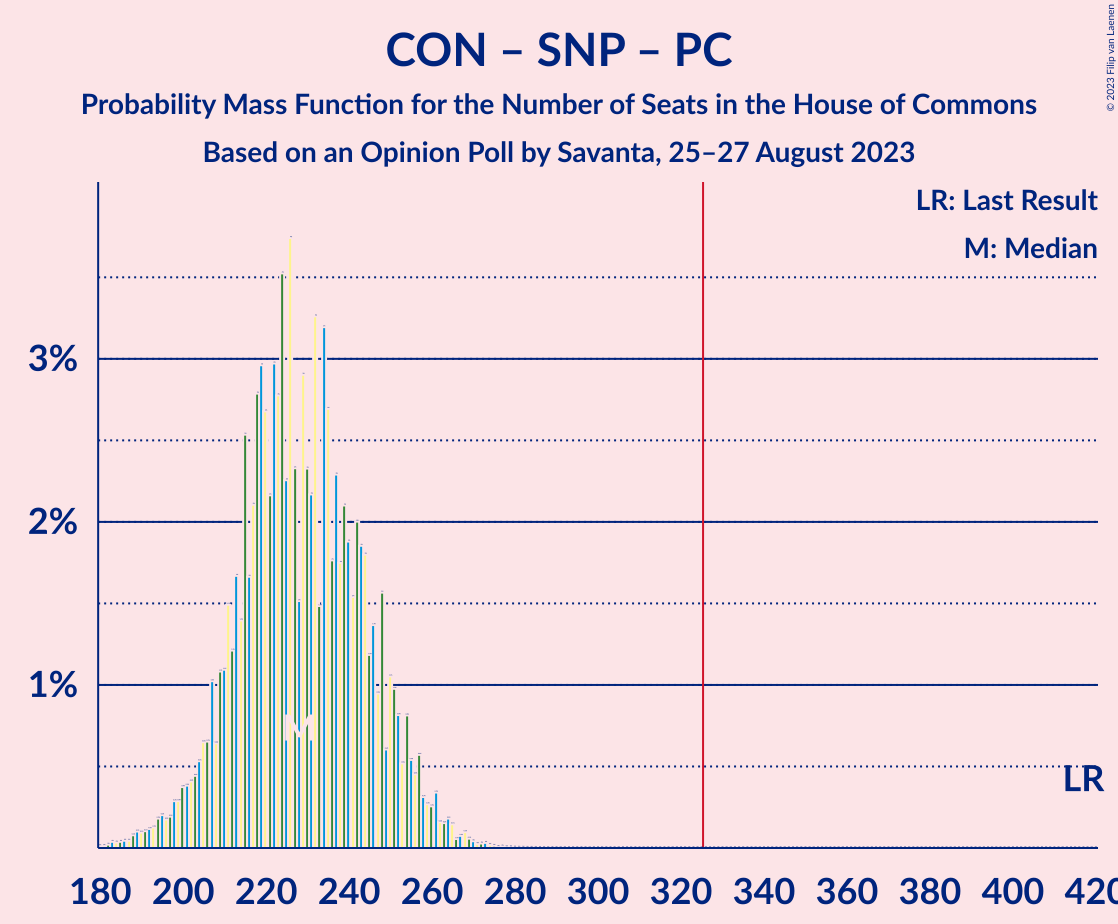 CON – SNP – PC
Probability Mass Function for the Number of Seats in the House of Commons
Based on an Opinion Poll by Savanta, 25–27 August 2023
© 2023 Filip van Laenen
LR: Last Result
M: Median
3%
2%
1%
M
LR
180 200 220 240 260 280 300 320 340 360 380 400 420